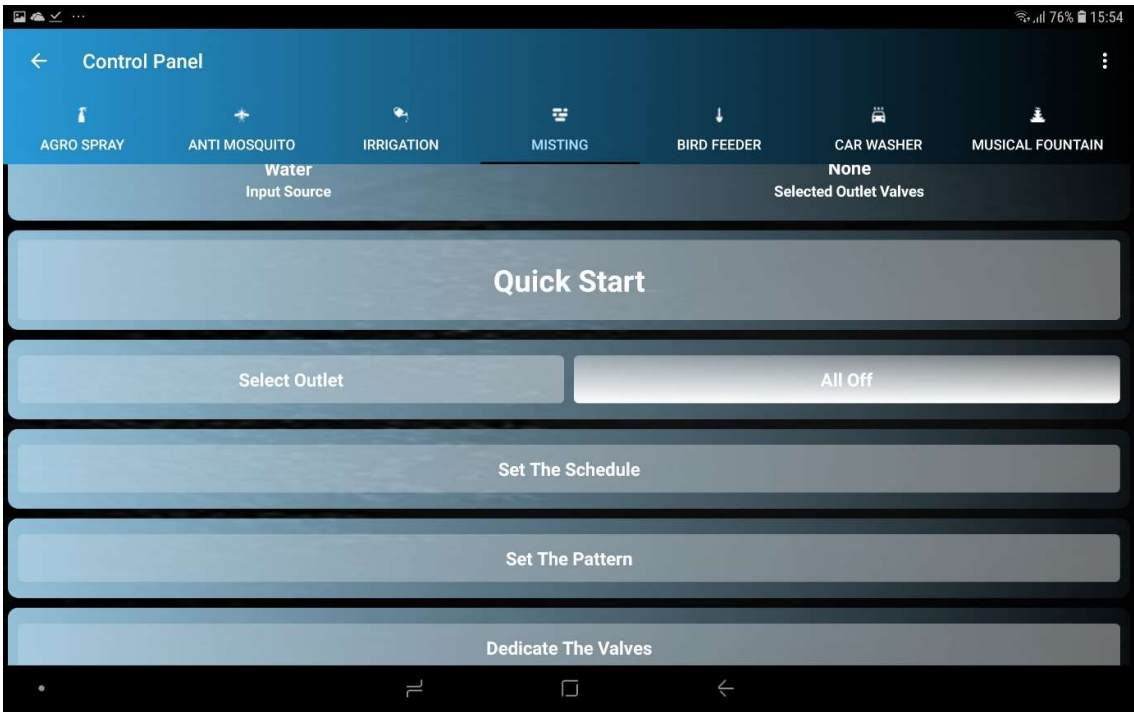 76% 15:54
Control Panel
AGRO SPRAY ANTI MOSQUITO IRRIGATION MISTING BIRD FEEDER CAR WASHER MUSICAL FOUNTAIN
Water None
Input Source Selected Outlet Valves
Quick Start
Select Outlet All Off
Set The Schedule
Set The Pattern
Dedicate The Valves